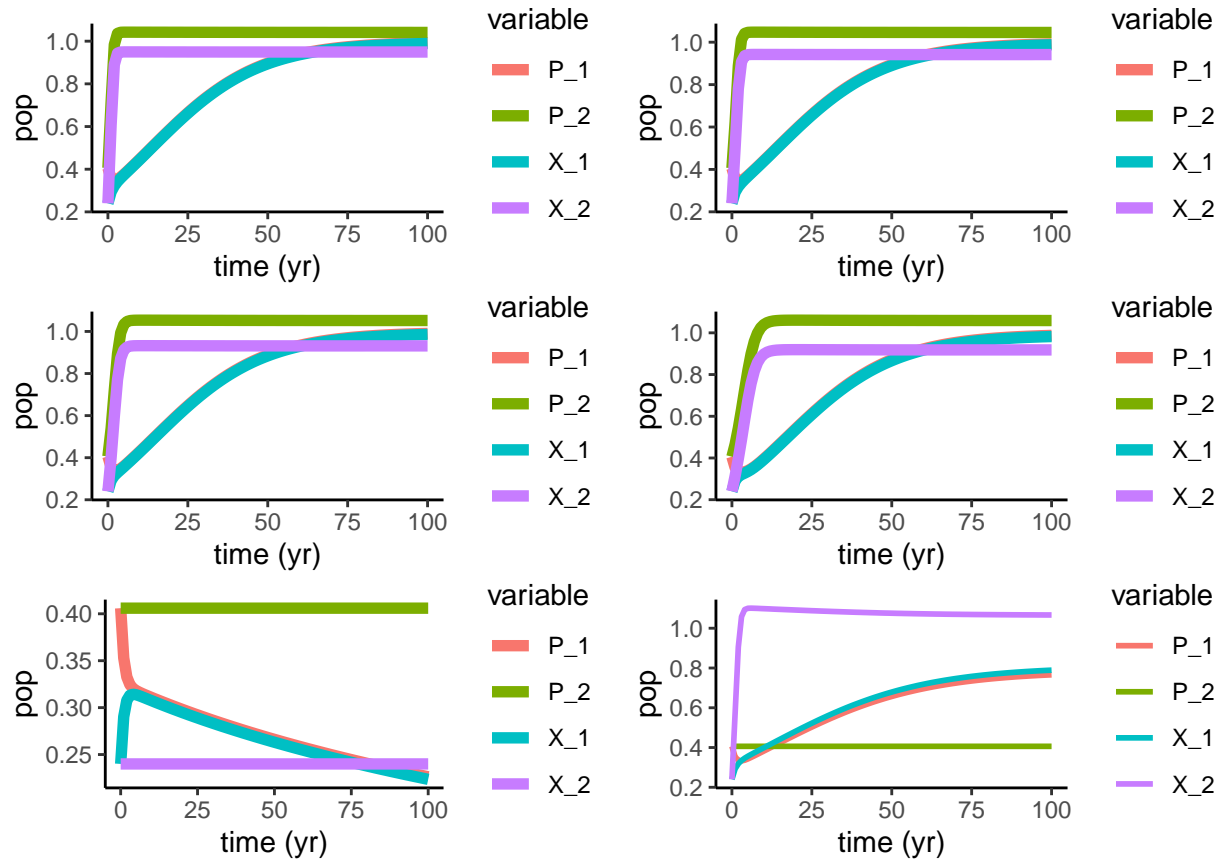 variable
1.0
0.8
0.6
0.4
0.2
pop
0 25 50 75 100
time (yr)
P_1
P_2
X_1
X_2
variable
1.0
0.8
0.6
0.4
0.2
pop
0 25 50 75 100
time (yr)
P_1
P_2
X_1
X_2
variable
1.0
0.8
0.6
0.4
0.2
pop
0 25 50 75 100
time (yr)
P_1
P_2
X_1
X_2
variable
1.0
0.8
0.6
0.4
0.2
pop
0 25 50 75 100
time (yr)
P_1
P_2
X_1
X_2
variable
0.40
0.35
0.30
0.25
pop
0 25 50 75 100
time (yr)
P_1
P_2
X_1
X_2
variable
1.0
0.8
0.6
0.4
0.2
pop
0 25 50 75 100
time (yr)
P_1
P_2
X_1
X_2